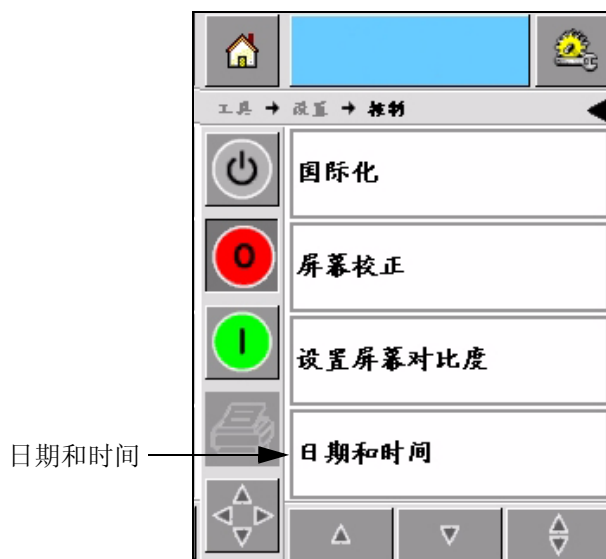 工具 → 设置 → 控制
国际化
O
屏幕校正
I
设置屏幕对比度
日期和时间
日期和时间